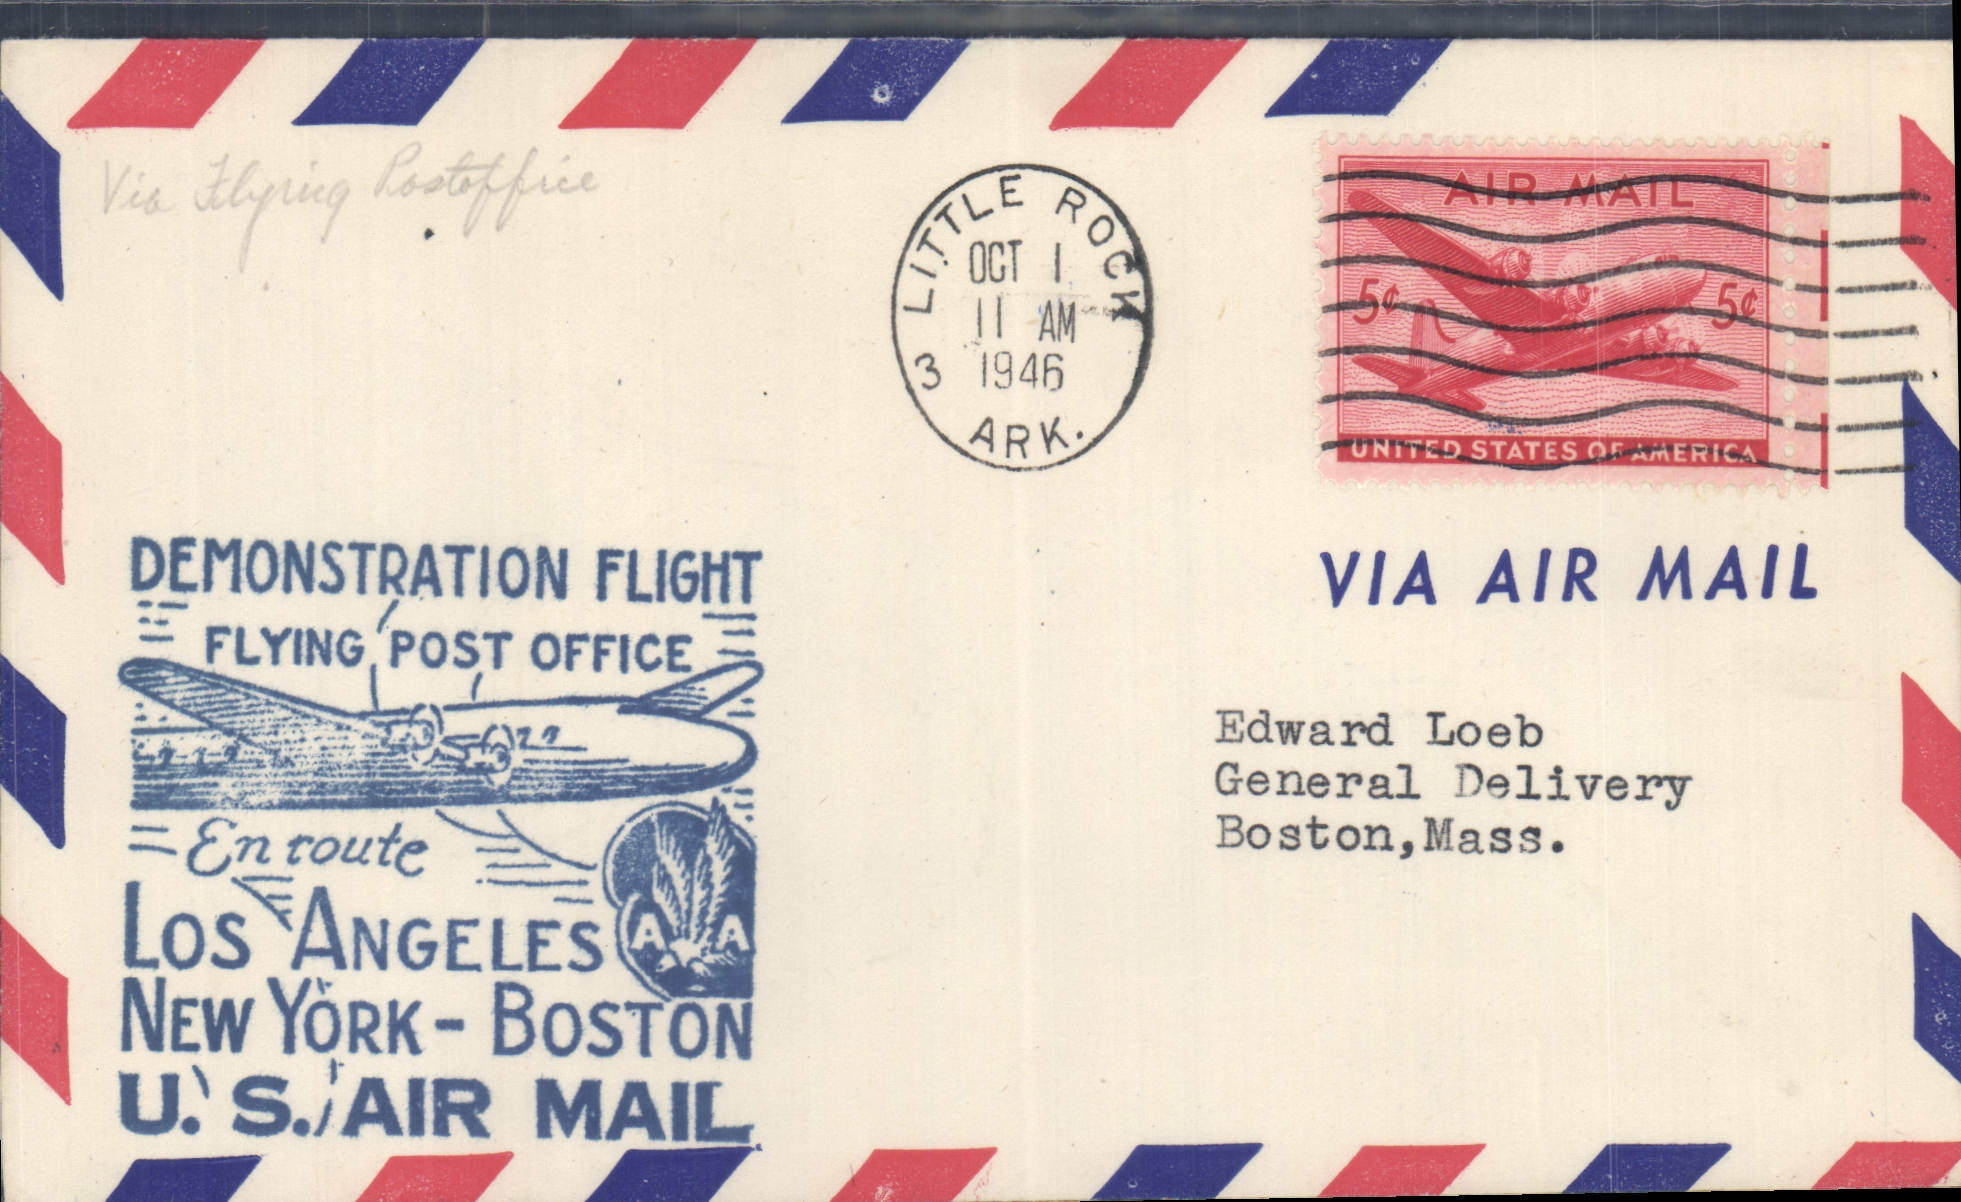 Via Flying Postoffice
LITTLE ROCK
OCT 1
11 AM
1946
3
ARK.
AIR MAIL
5¢ 5¢
UNITED STATES OF AMERICA
VIA AIR MAIL
DEMONSTRATION FLIGHT
FLYING POST OFFICE
En route
LOS ANGELES
A A
NEW YORK - BOSTON
U. S. AIR MAIL
Edward Loeb
General Delivery
Boston,Mass.